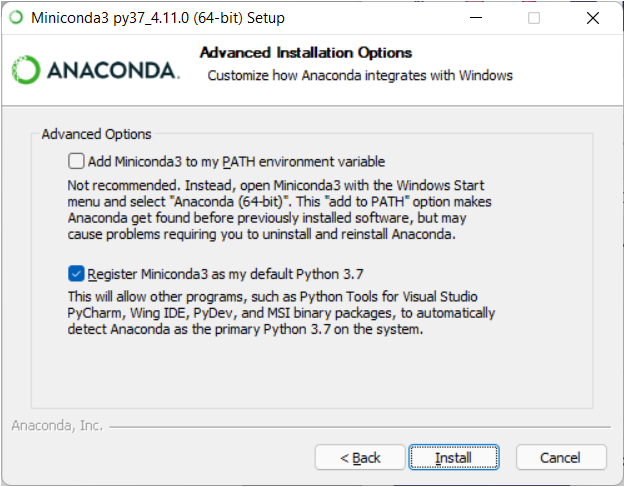 Miniconda3 py37_4.11.0 (64-bit) Setup
Advanced Installation Options
Customize how Anaconda integrates with Windows
ANACONDA.
Advanced Options
Add Miniconda3 to my PATH environment variable
Not recommended. Instead, open Miniconda3 with the Windows Start
menu and select "Anaconda (64-bit)". This "add to PATH" option makes
Anaconda get found before previously installed software, but may
cause problems requiring you to uninstall and reinstall Anaconda.
Register Miniconda3 as my default Python 3.7
This will allow other programs, such as Python Tools for Visual Studio
PyCharm, Wing IDE, PyDev, and MSI binary packages, to automatically
detect Anaconda as the primary Python 3.7 on the system.
Anaconda, Inc.
< Back
Install
Cancel